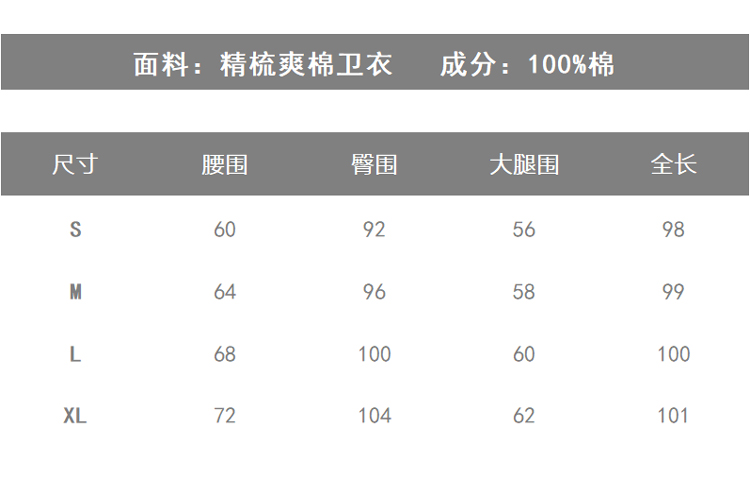 面料：精梳爽棉卫衣 成分：100%棉
尺寸 腰围 臀围 大腿围 全长
S 60 92 56 98
M 64 96 58 99
L 68 100 60 100
XL 72 104 62 101